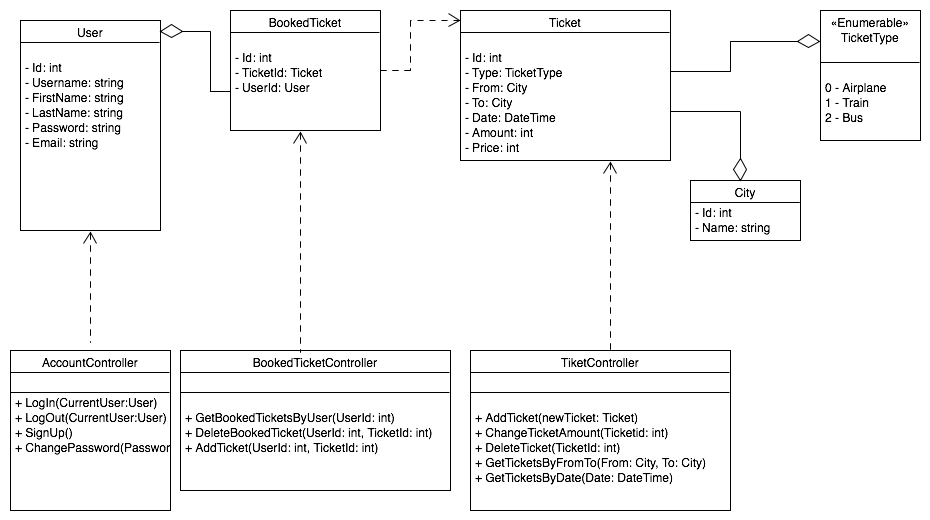 User
- Id: int
- Username: string
- FirstName: string
- LastName: string
- Password: string
- Email: string
BookedTicket
- Id: int
- TicketId: Ticket
- UserId: User
Ticket
- Id: int
- Type: TicketType
- From: City
- To: City
- Date: DateTime
- Amount: int
- Price: int
«Enumerable»
TicketType
0 - Airplane
1 - Train
2 - Bus
City
- Id: int
- Name: string
AccountController
+ LogIn(CurrentUser:User)
+ LogOut(CurrentUser:User)
+ SignUp()
+ ChangePassword(Passwor
BookedTicketController
+ GetBookedTicketsByUser(UserId: int)
+ DeleteBookedTicket(UserId: int, TicketId: int)
+ AddTicket(UserId: int, TicketId: int)
TiketController
+ AddTicket(newTicket: Ticket)
+ ChangeTicketAmount(Ticketid: int)
+ DeleteTicket(TicketId: int)
+ GetTicketsByFromTo(From: City, To: City)
+ GetTicketsByDate(Date: DateTime)